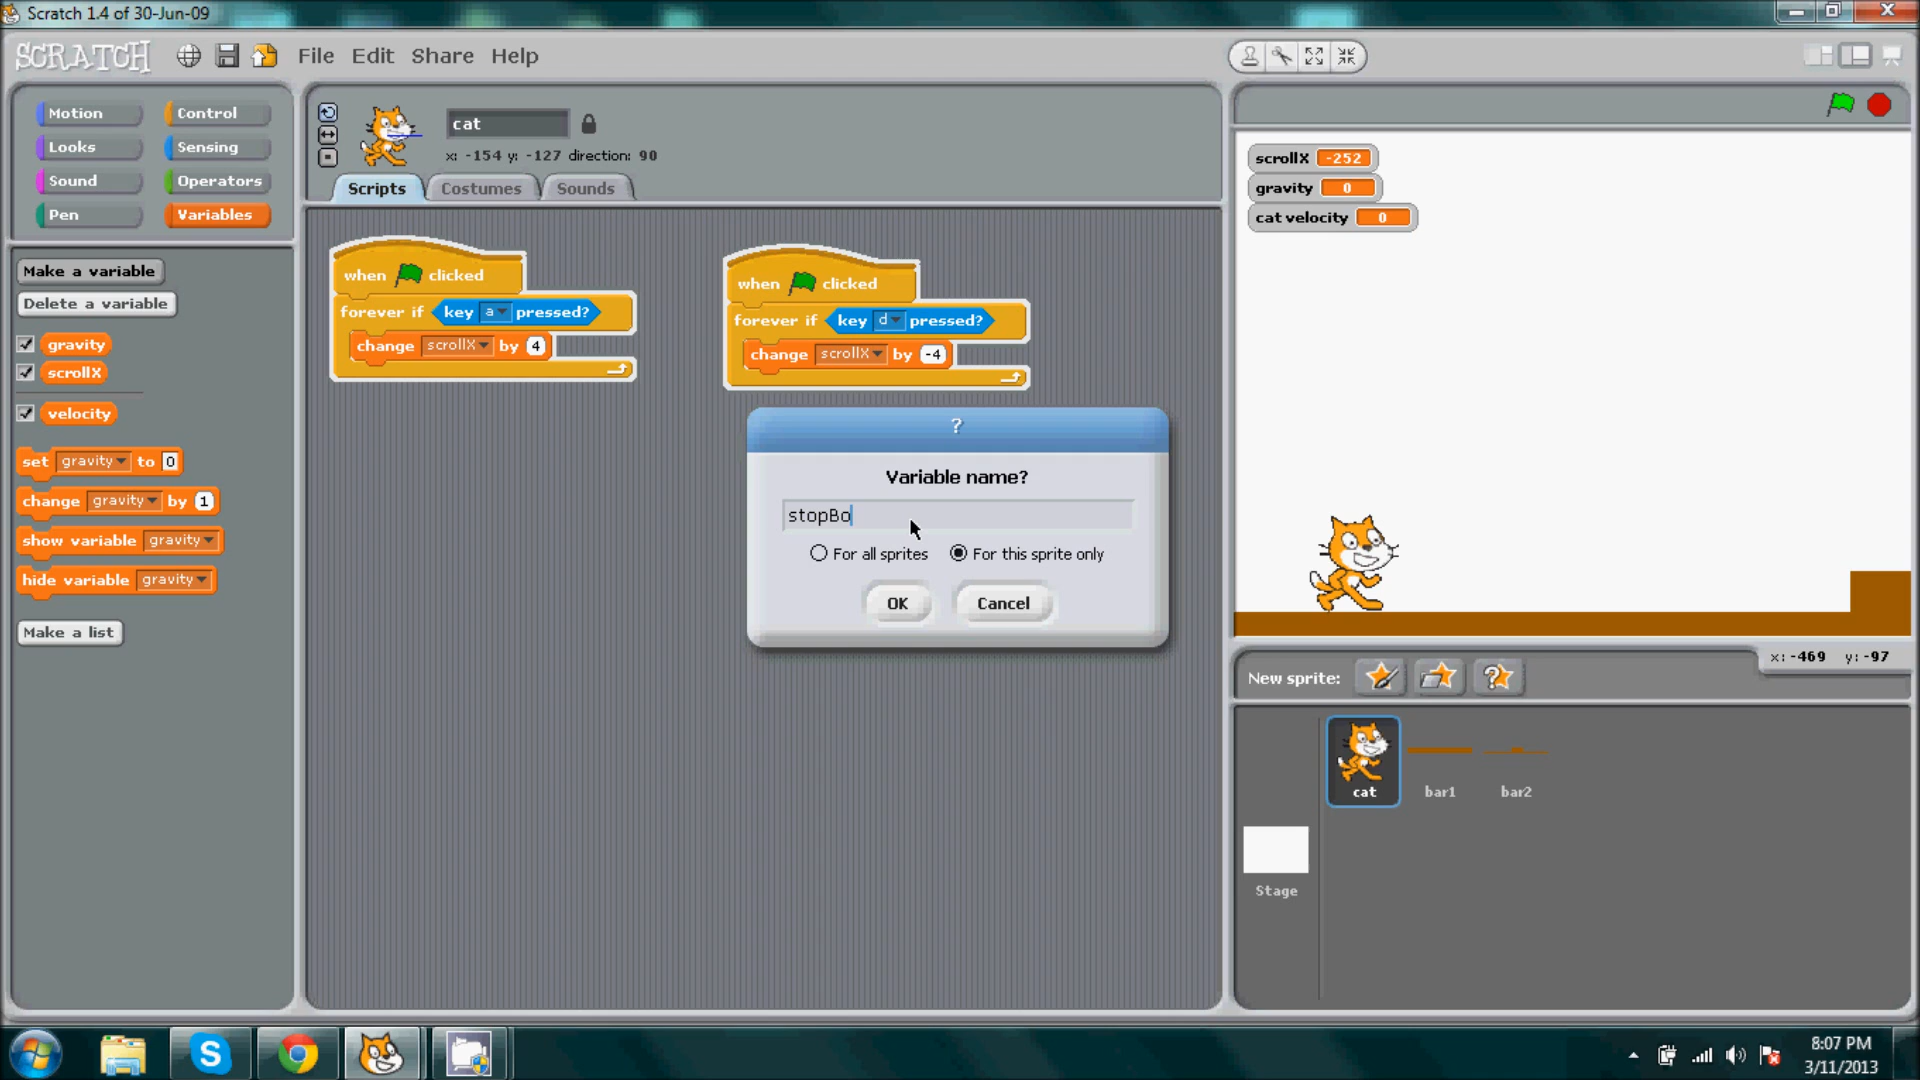 Scratch 1.4 of 30-Jun-09
SCRATCH File Edit Share Help
Motion Control
Looks Sensing
Sound Operators
Pen Variables
Make a variable
Delete a variable
gravity
scrollX
velocity
set gravity to 0
change gravity by 1
show variable gravity
hide variable gravity
Make a list
cat
x: -154 y: -127 direction: 90
Scripts Costumes Sounds
when clicked
forever if key a pressed?
change scrollX by 4
when clicked
forever if key d pressed?
change scrollX by -4
?
Variable name?
stopBo
For all sprites For this sprite only
OK Cancel
scrollX -252
gravity 0
cat velocity 0
x: -469 y: -97
New sprite: ?
cat bar1 bar2
Stage
S
8:07 PM
3/11/2013